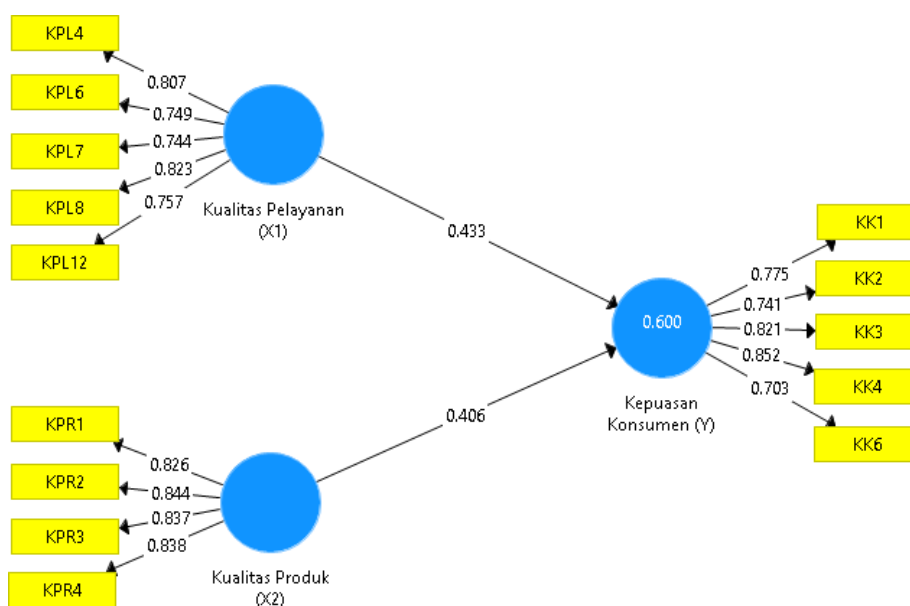 KPL4
0.807
KPL6
0.749
KPL7
0.744
KPL8
0.823
KPL12
0.757
Kualitas Pelayanan
(X1)
0.433
KPR1
0.826
KPR2
0.844
KPR3
0.837
KPR4
0.838
Kualitas Produk
(X2)
0.406
0.600
Kepuasan
Konsumen (Y)
0.775
KK1
0.741
KK2
0.821
KK3
0.852
KK4
0.703
KK6